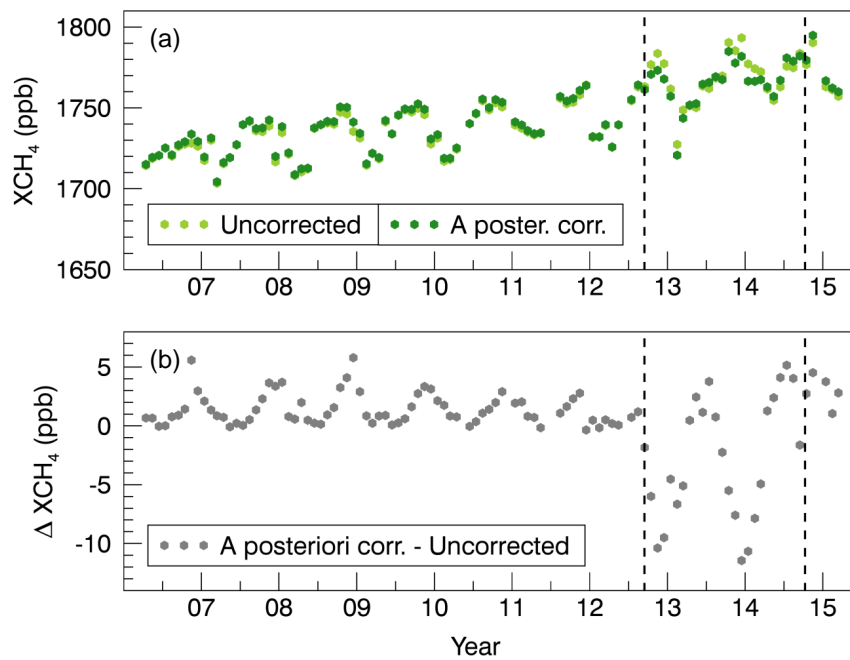 (a)
XCH₄ (ppb)
1800
1750
1700
1650
Uncorrected
A poster. corr.
07 08 09 10 11 12 13 14 15
(b)
Δ XCH₄ (ppb)
5
0
-5
-10
A posteriori corr. - Uncorrected
07 08 09 10 11 12 13 14 15
Year